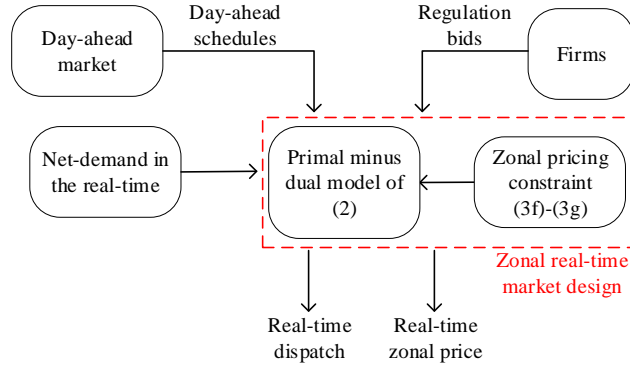 Day-ahead
market
Day-ahead
schedules
Regulation
bids
Firms
Net-demand in
the real-time
Primal minus
dual model of
(2)
Zonal pricing
constraint
(3f)-(3g)
Zonal real-time
market design
Real-time
dispatch
Real-time
zonal price